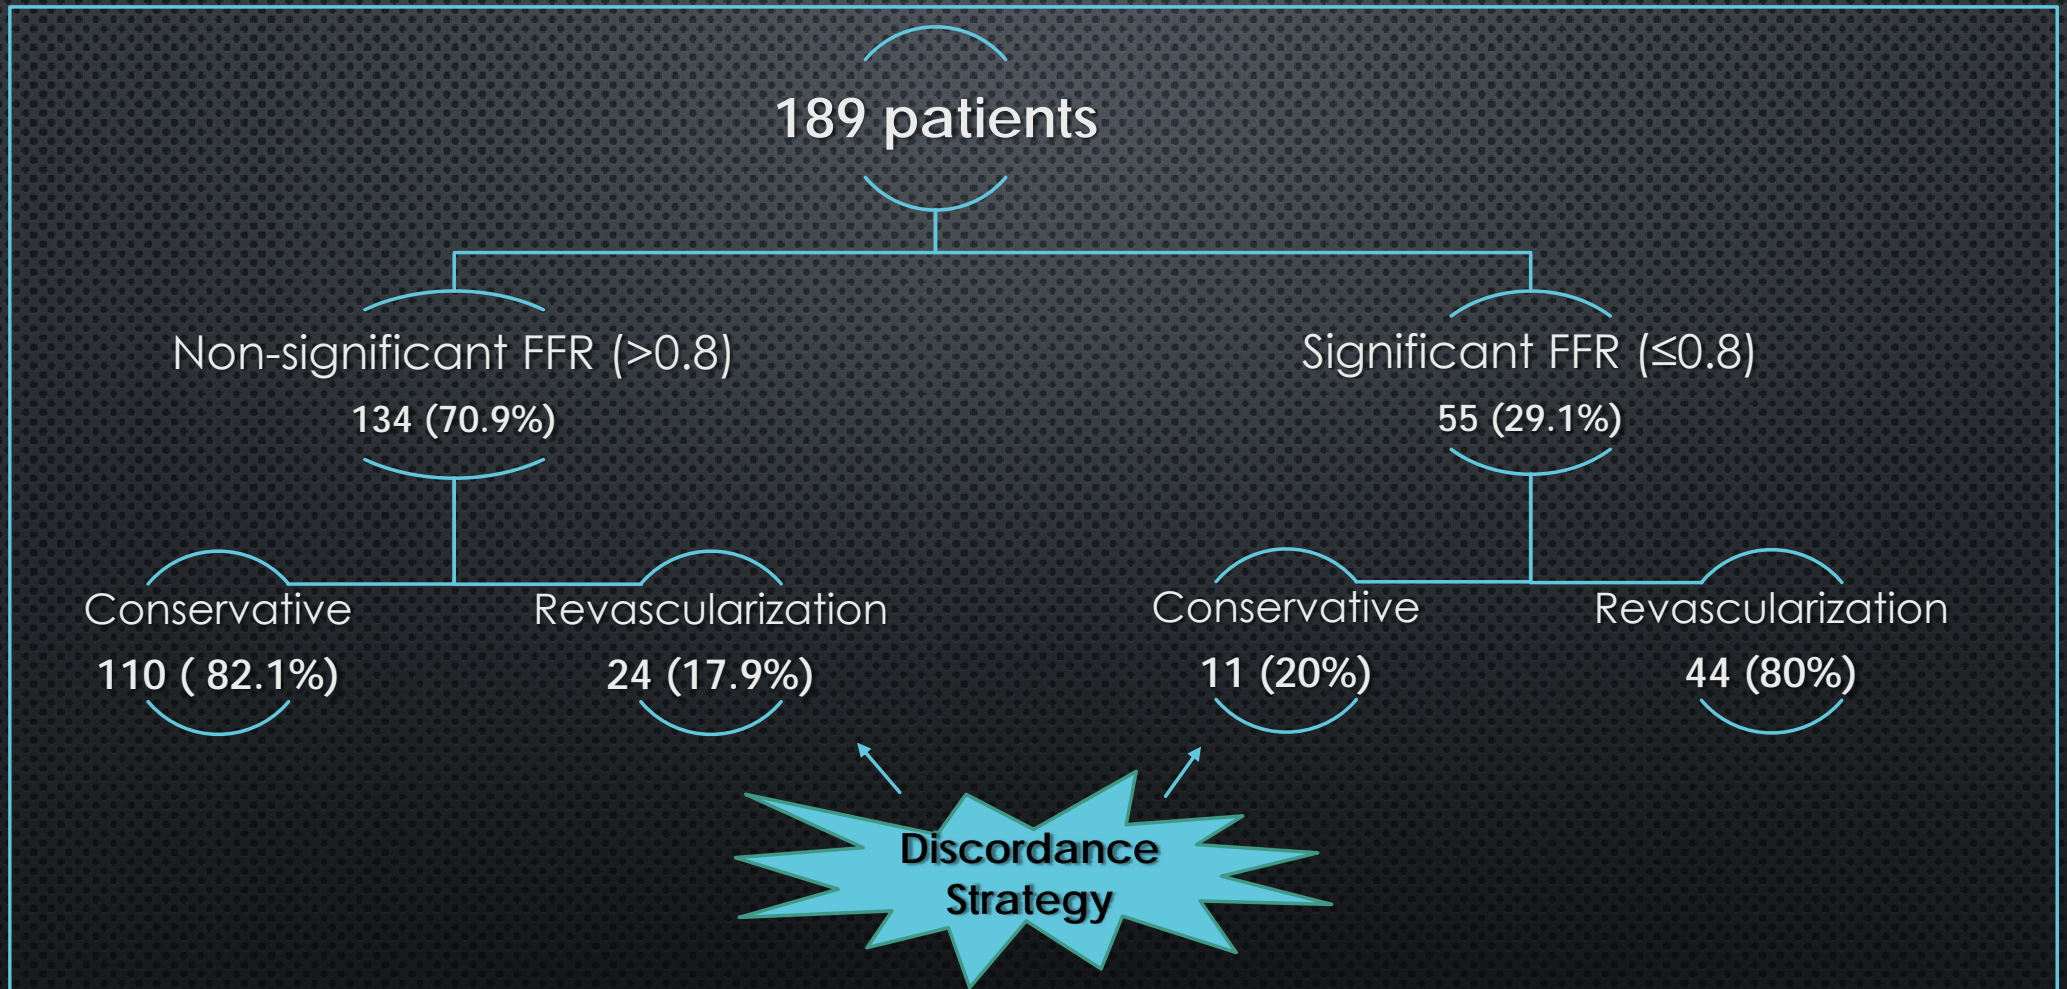 189 patients
Non-significant FFR (>0.8)
134 (70.9%)
Significant FFR (≤0.8)
55 (29.1%)
Conservative
110 ( 82.1%)
Revascularization
24 (17.9%)
Conservative
11 (20%)
Revascularization
44 (80%)
Discordance
Strategy